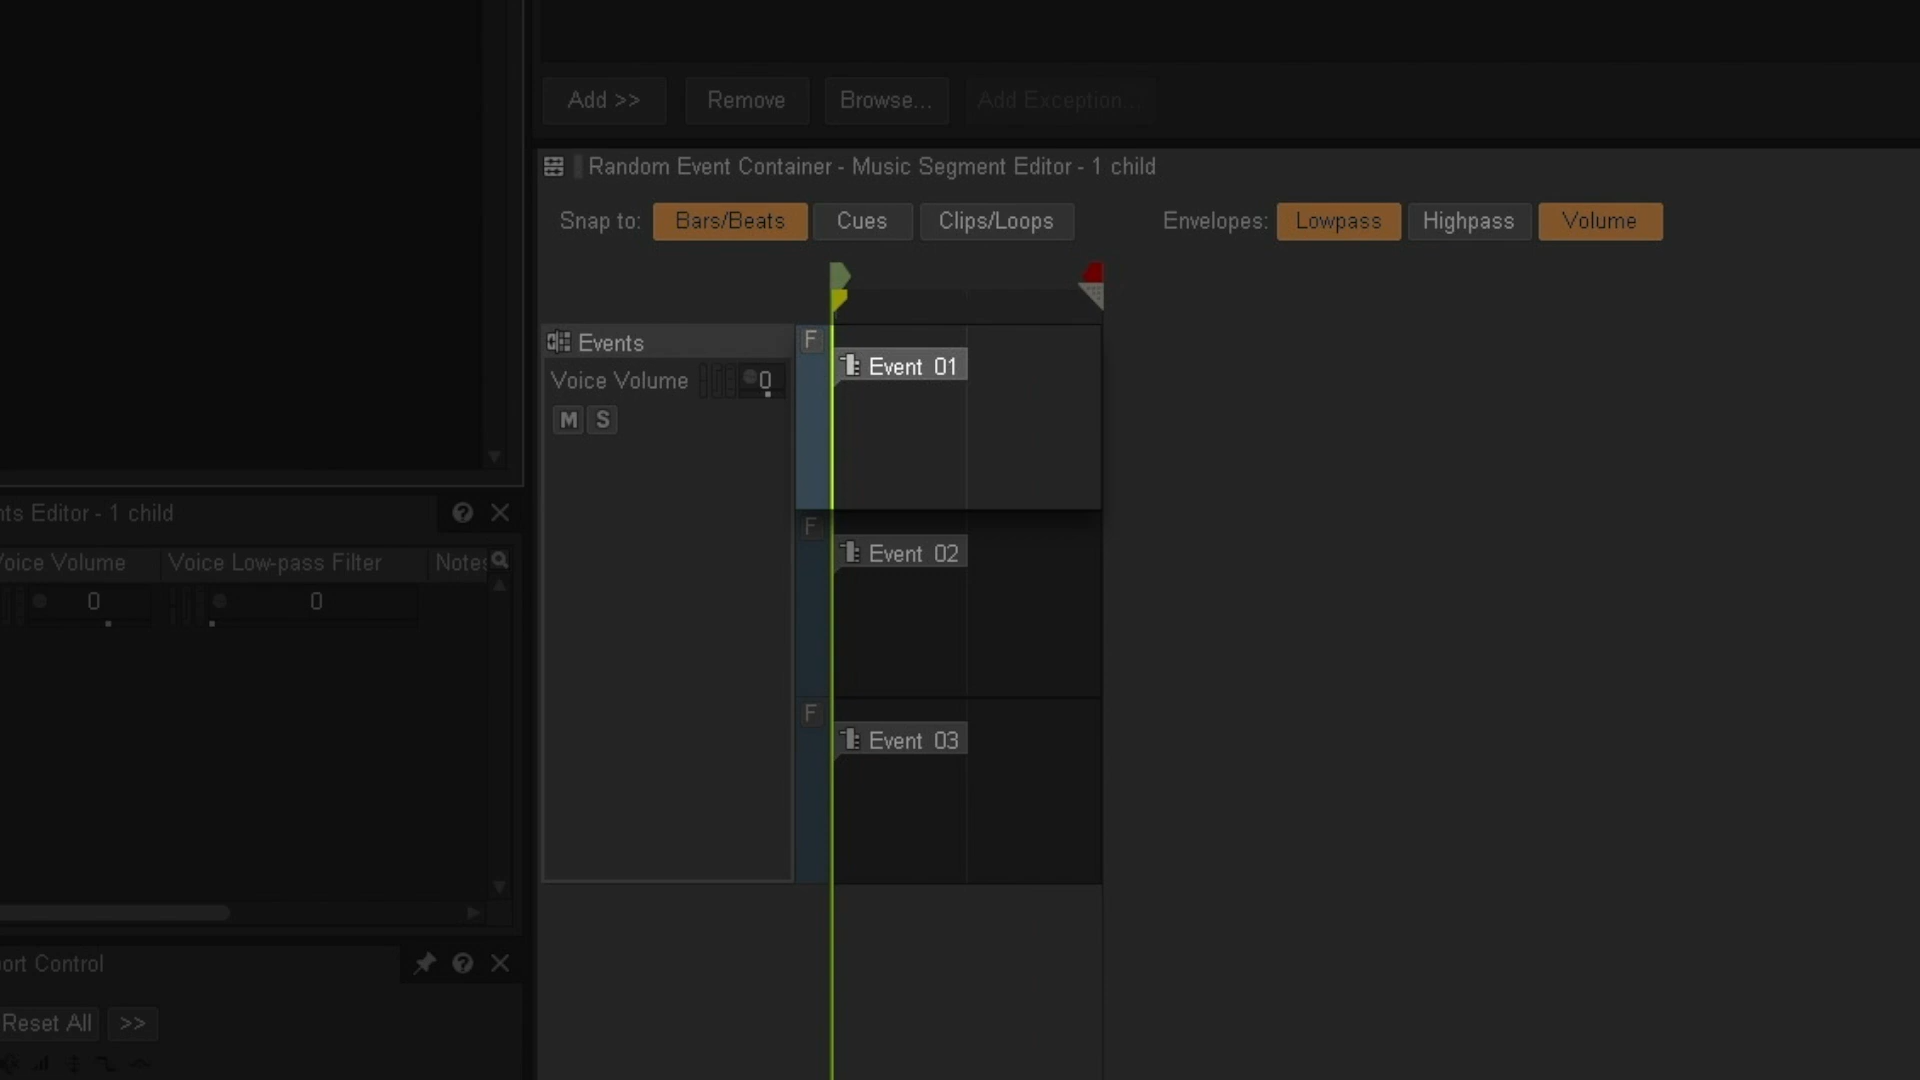 Add >>
Remove
Browse...
Add Exception...
Random Event Container - Music Segment Editor - 1 child
Snap to:
Bars/Beats
Cues
Clips/Loops
Envelopes:
Lowpass
Highpass
Volume
Events
Voice Volume
0
M
S
F
Event 01
F
Event 02
F
Event 03
nts Editor - 1 child
Voice Volume
Voice Low-pass Filter
Notes
0
0
ort Control
Reset All
>>